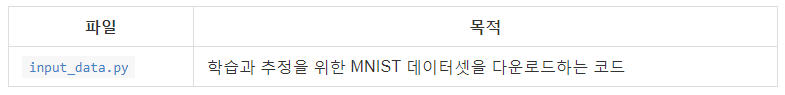 파일 목적
input_data.py 학습과 추정을 위한 MNIST 데이터셋을 다운로드하는 코드